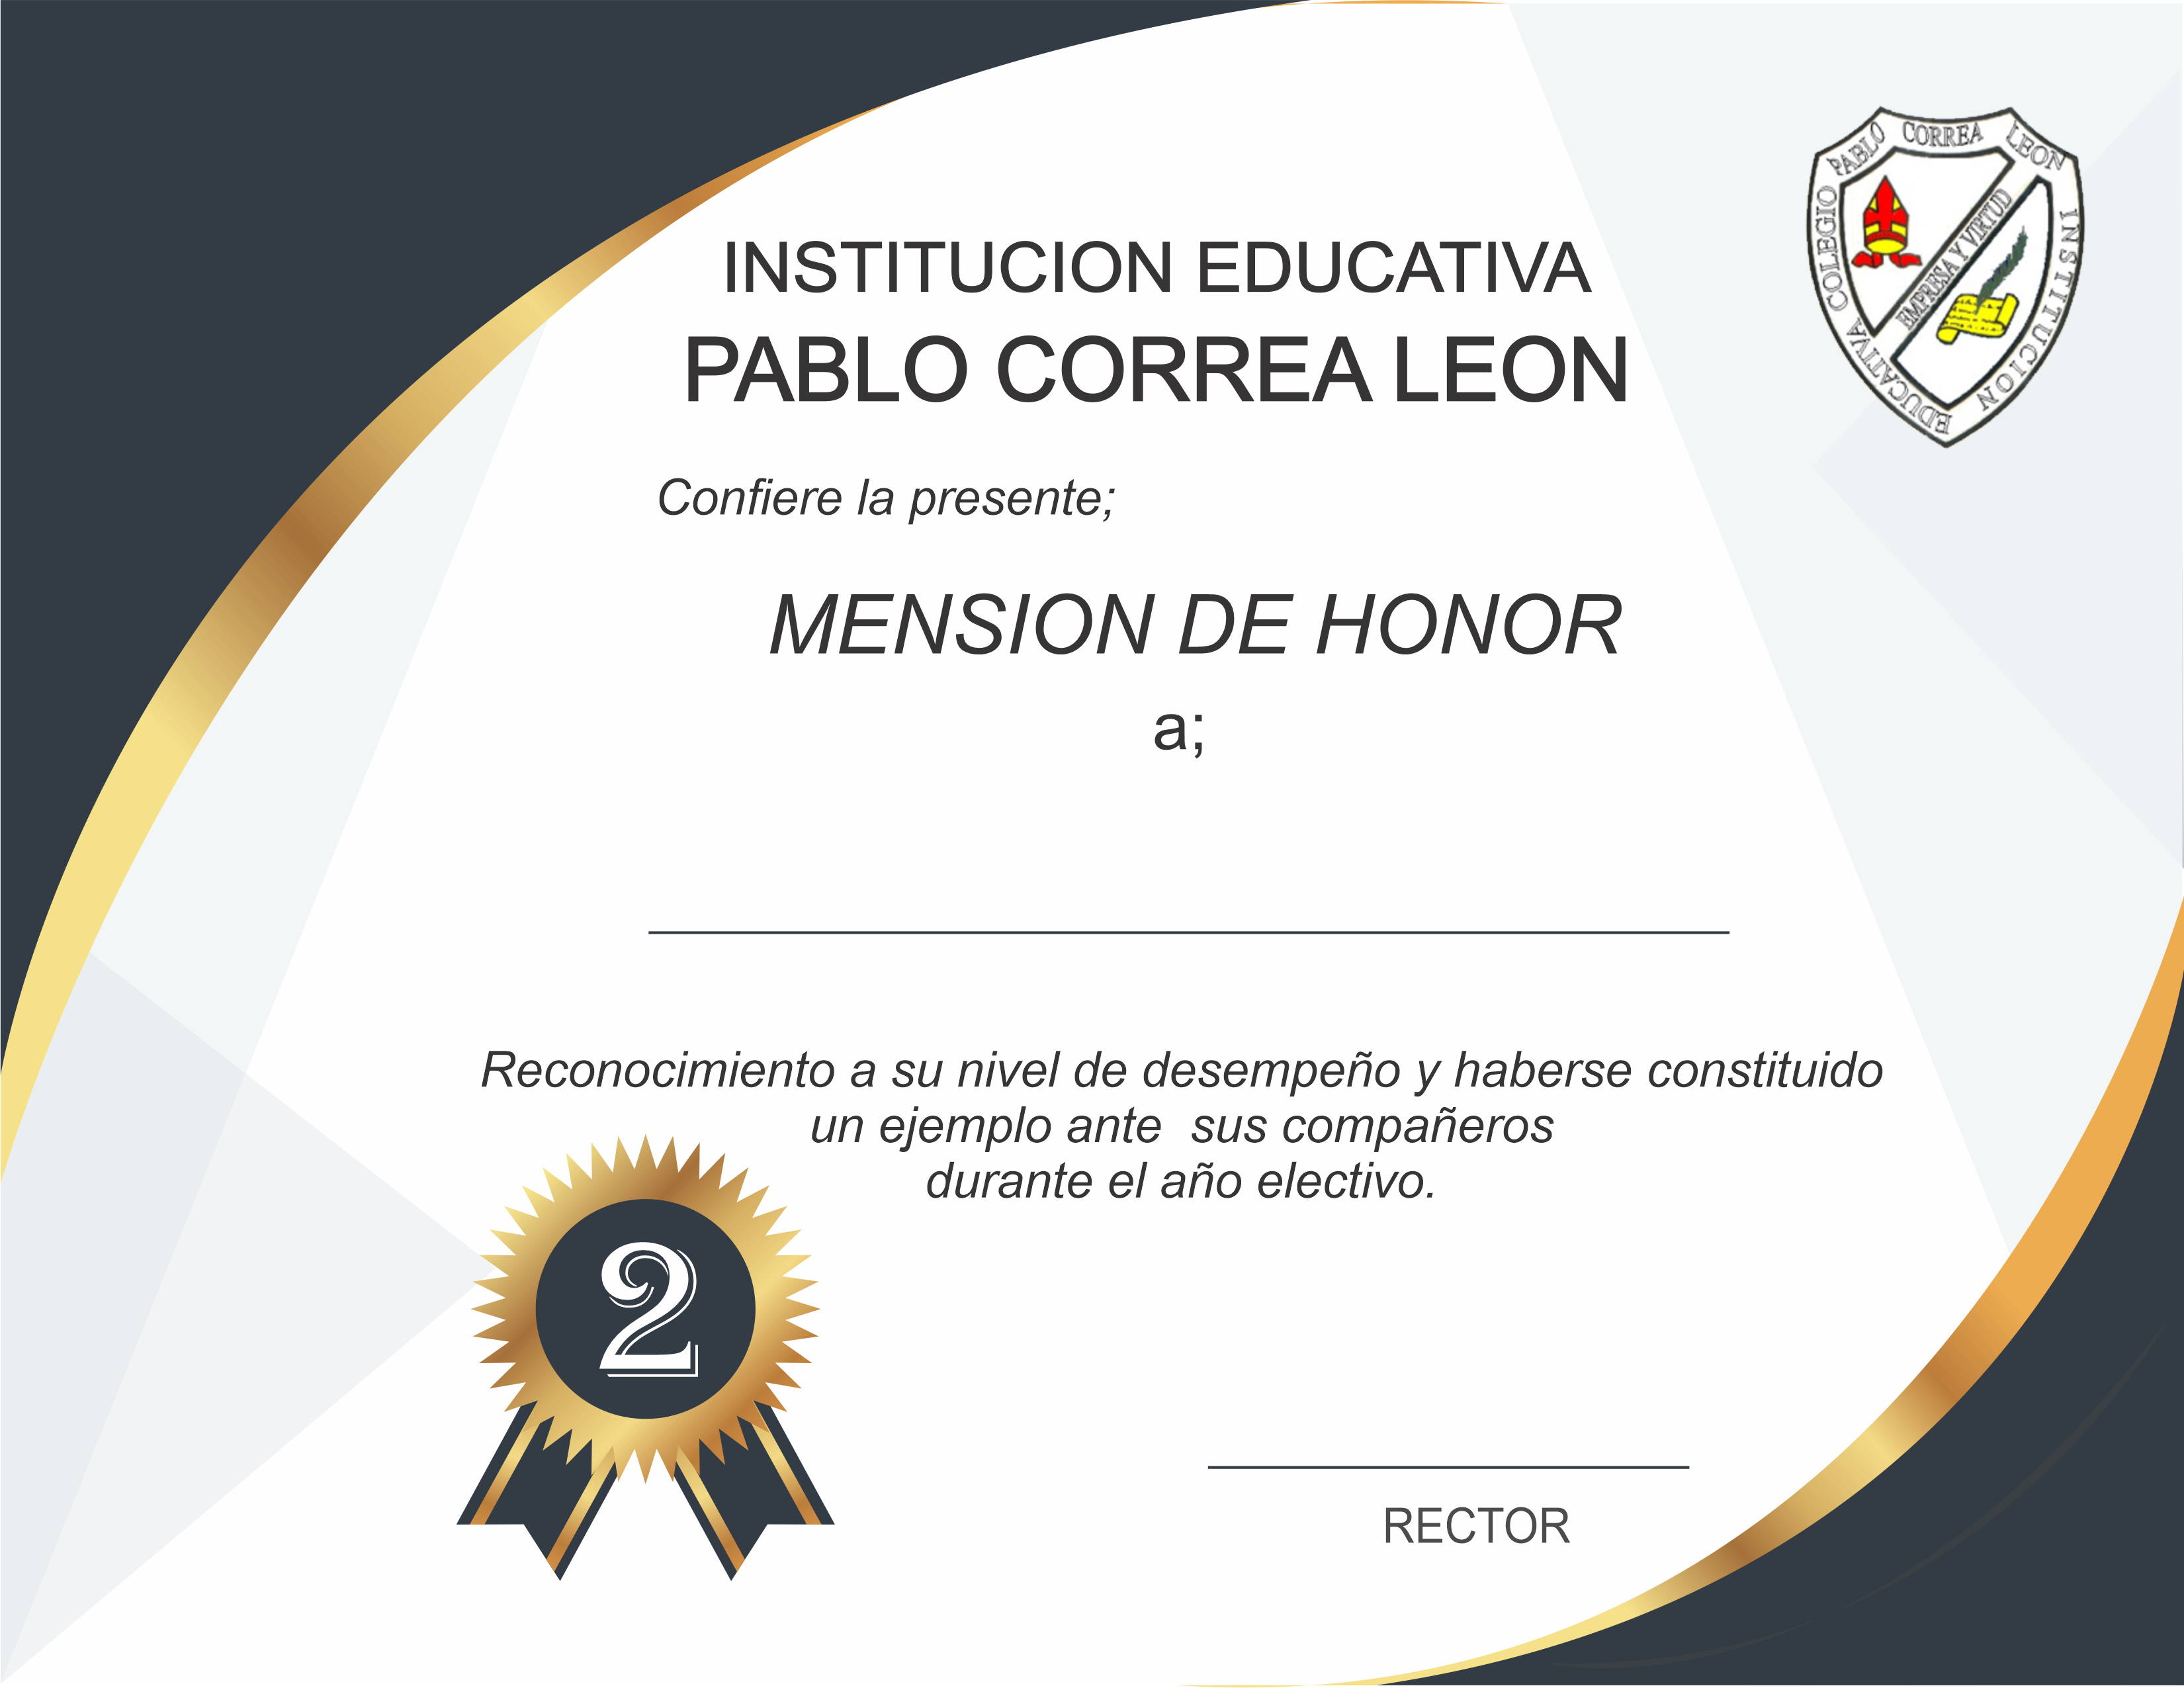 INSTITUCION EDUCATIVA
PABLO CORREA LEON
COLEGIO PABLO CORREA LEON
INSTITUCION EDUCATIVA
EMPRESA Y VIRTUD
Confiere la presente;
MENSION DE HONOR
a;
Reconocimiento a su nivel de desempeño y haberse constituido
un ejemplo ante  sus compañeros
durante el año electivo.
2
RECTOR